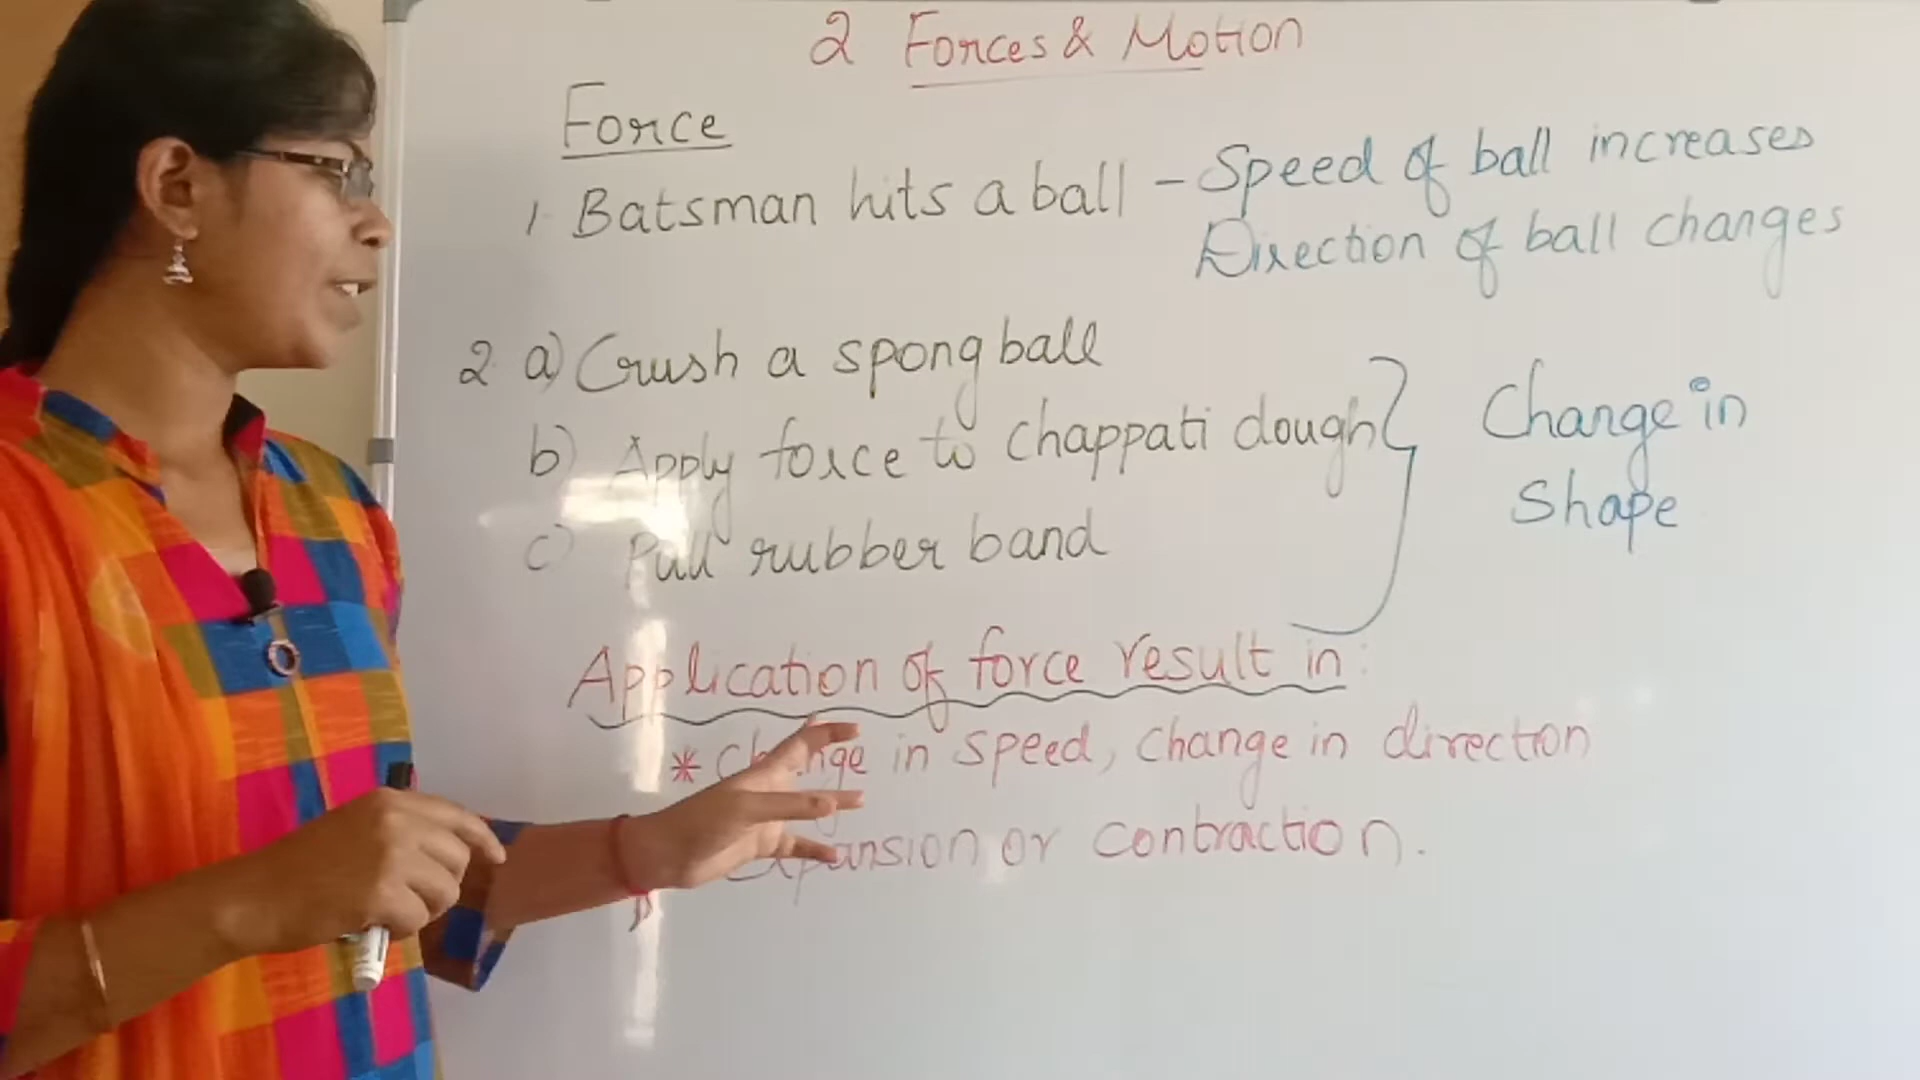 2 Forces & Motion
Force
1. Batsman hits a ball - Speed of ball increases
Direction of ball changes
2. a) Crush a spong ball
b) Apply force to chappati dough
c) Pull rubber band
Change in
Shape
Application of force result in:
* change in speed, change in direction
expansion or contraction.